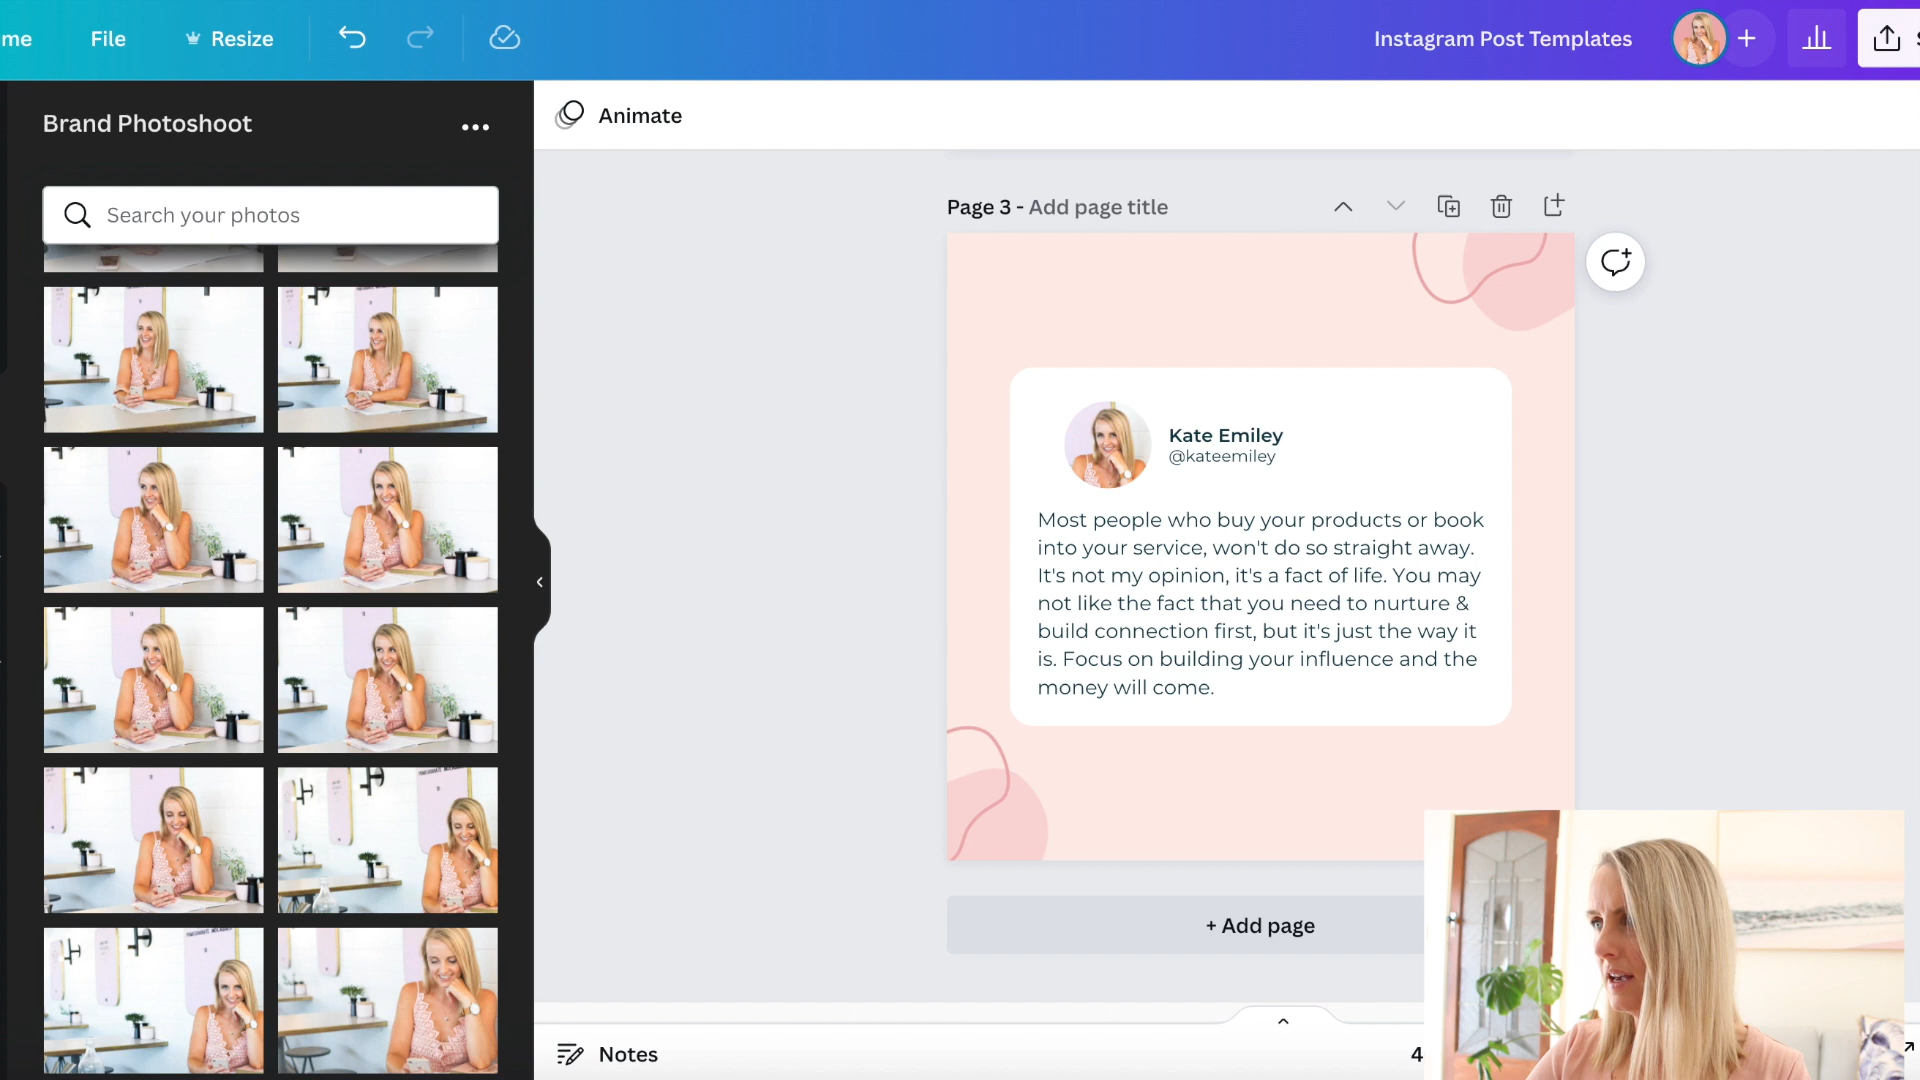 me
File
Resize
Instagram Post Templates
Brand Photoshoot
Search your photos
Animate
Page 3 - Add page title
Kate Emiley
@kateemiley
Most people who buy your products or book
into your service, won't do so straight away.
It's not my opinion, it's a fact of life. You may
not like the fact that you need to nurture &
build connection first, but it's just the way it
is. Focus on building your influence and the
money will come.
+ Add page
Notes
4